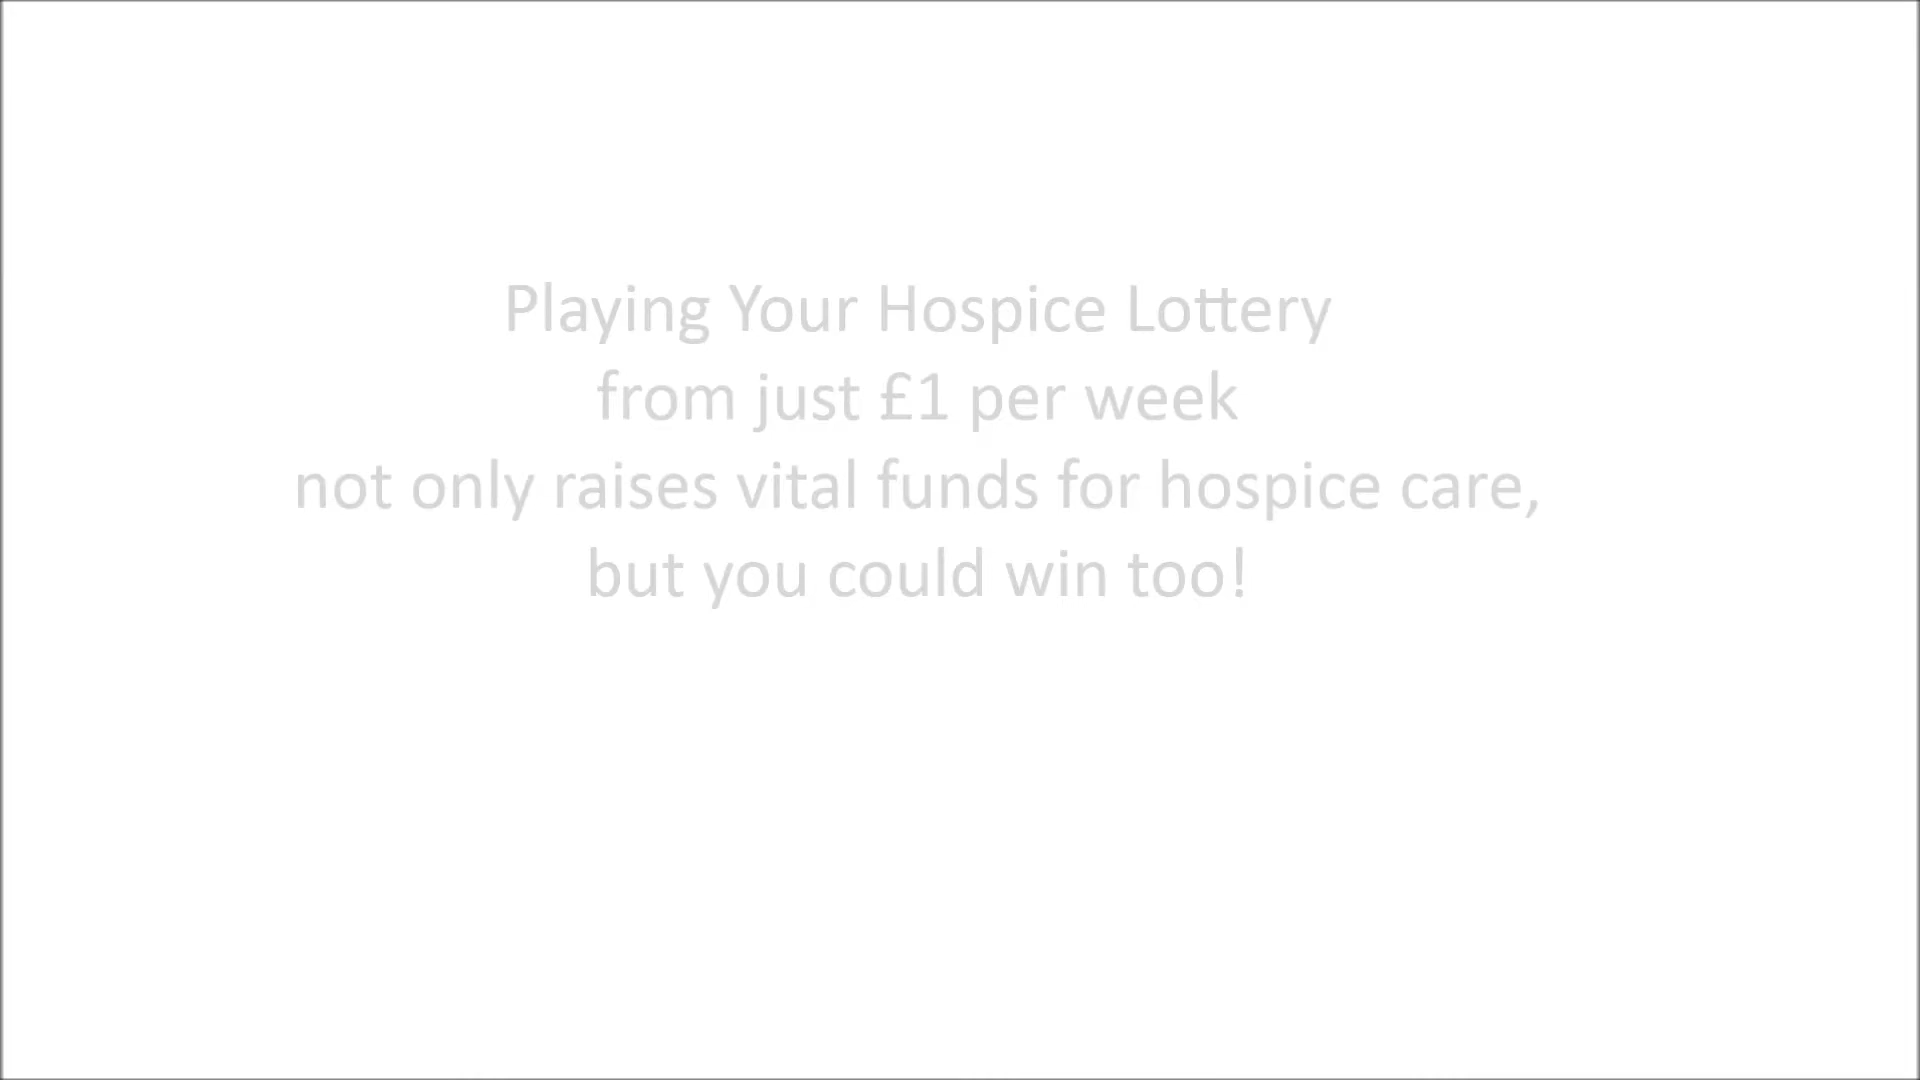 Playing Your Hospice Lottery
from just £1 per week
not only raises vital funds for hospice care,
but you could win too!